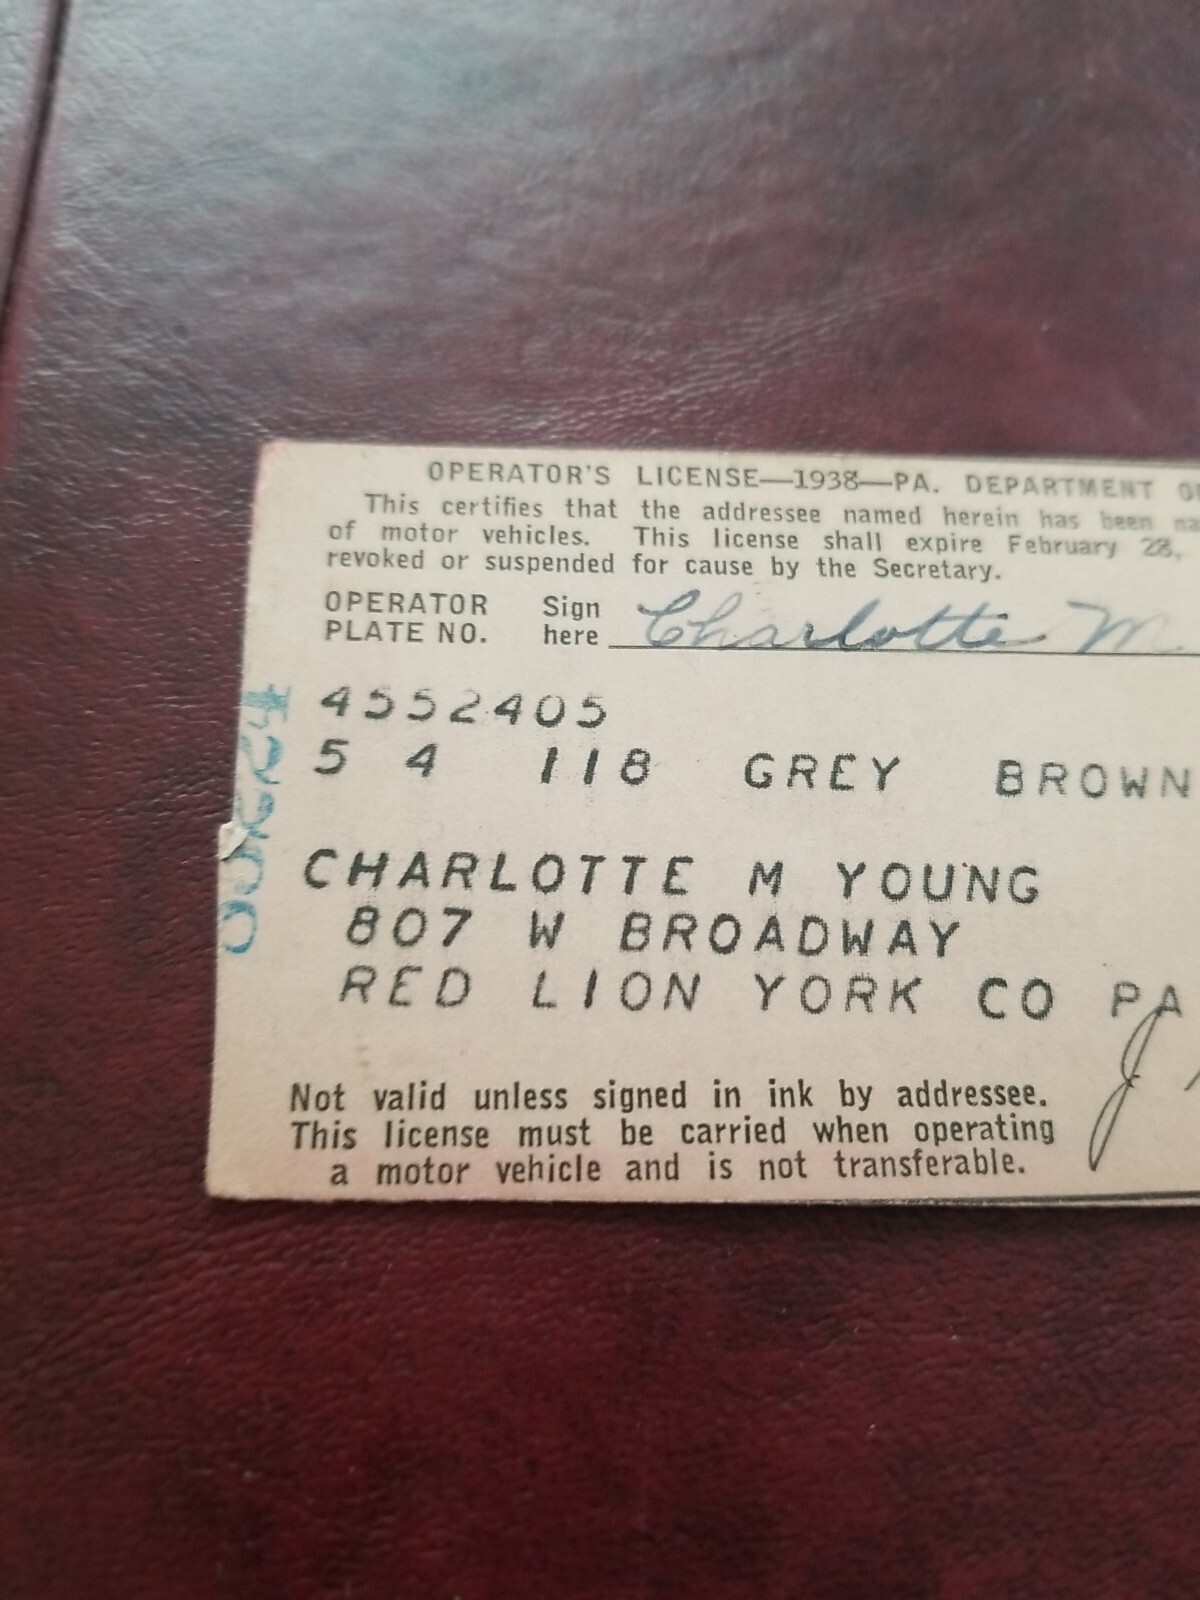 OPERATOR'S LICENSE—1938—PA. DEPARTMENT
This certifies that the addressee named herein has been
of motor vehicles. This license shall expire February 28,
revoked or suspended for cause by the Secretary.
OPERATOR PLATE NO. Sign here Charlotte M.
4552405
5 4 118 GREY BROWN
CHARLOTTE M YOUNG
807 W BROADWAY
RED LION YORK CO PA
Not valid unless signed in ink by addressee.
This license must be carried when operating
a motor vehicle and is not transferable.